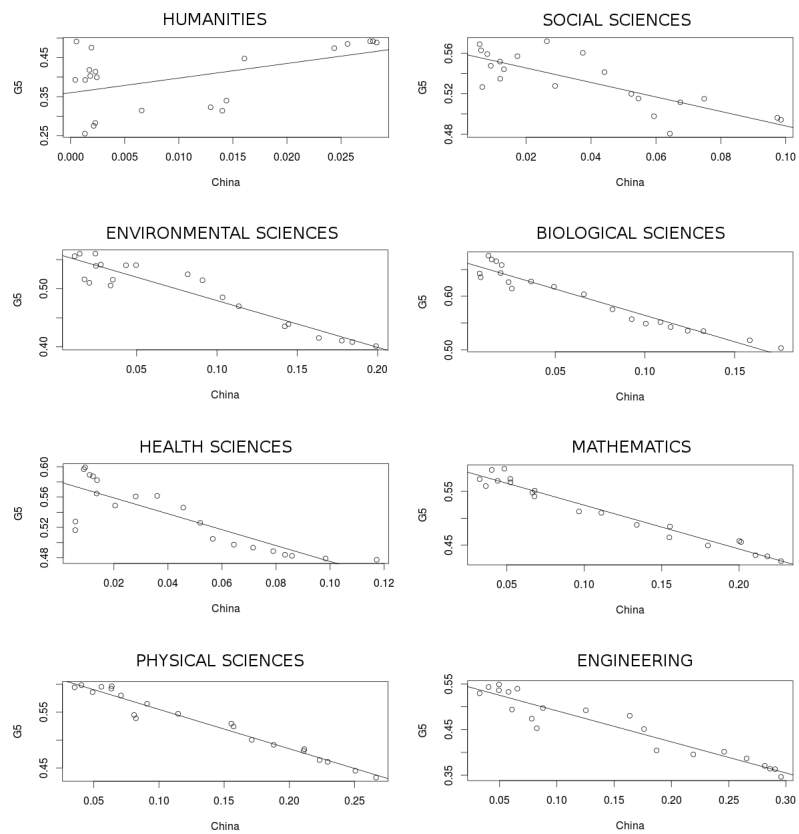 HUMANITIES
G5
0.25 0.35 0.45
0.000 0.005 0.010 0.015 0.020 0.025
China
SOCIAL SCIENCES
G5
0.48 0.52 0.56
0.02 0.04 0.06 0.08 0.10
China
ENVIRONMENTAL SCIENCES
G5
0.40 0.50
0.05 0.10 0.15 0.20
China
BIOLOGICAL SCIENCES
G5
0.50 0.60
0.05 0.10 0.15
China
HEALTH SCIENCES
G5
0.48 0.52 0.56 0.60
0.02 0.04 0.06 0.08 0.10 0.12
China
MATHEMATICS
G5
0.45 0.55
0.05 0.10 0.15 0.20
China
PHYSICAL SCIENCES
G5
0.45 0.55
0.05 0.10 0.15 0.20 0.25
China
ENGINEERING
G5
0.35 0.45 0.55
0.05 0.10 0.15 0.20 0.25 0.30
China